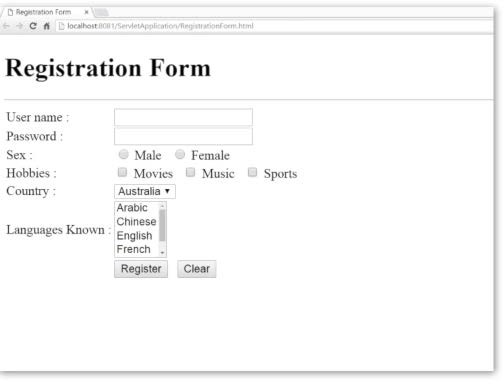 Registration Form
localhost:8081/ServletApplication/RegistrationForm.html
Registration Form
User name :
Password :
Sex : Male Female
Hobbies : Movies Music Sports
Country : Australia
Languages Known : Arabic
Chinese
English
French
Register Clear